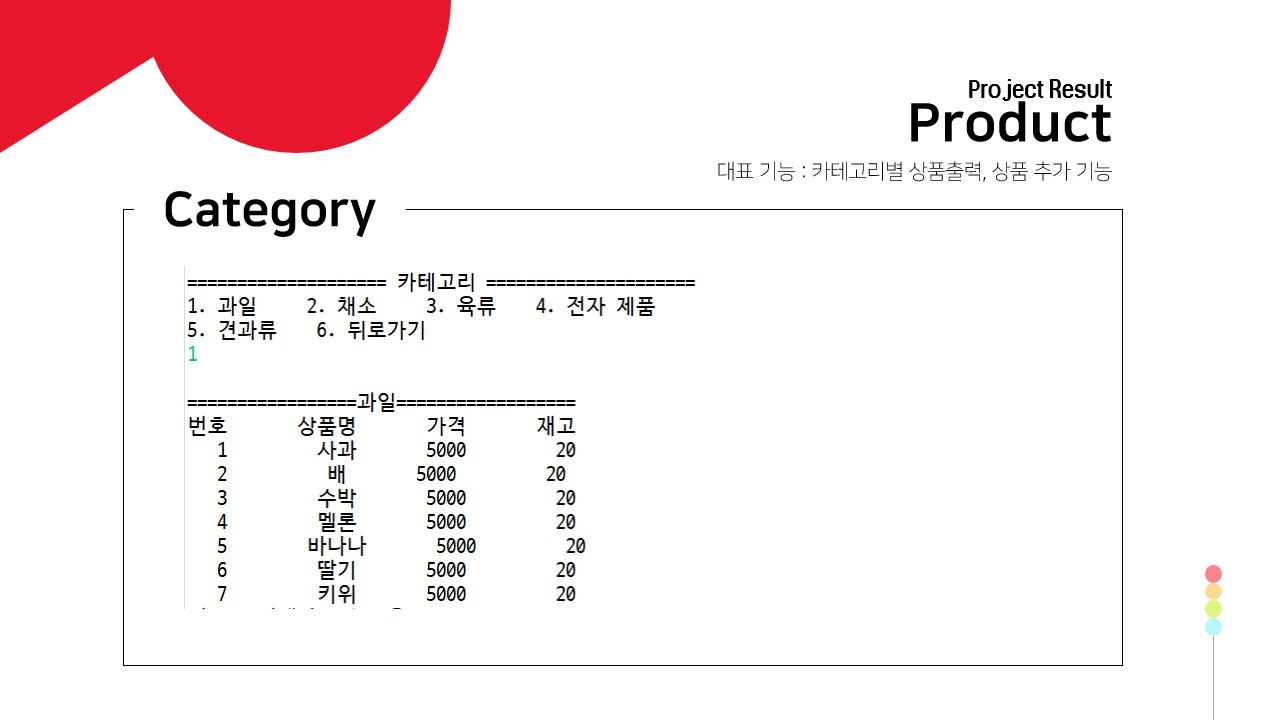 Project Result
Product
대표 기능 : 카테고리별 상품출력, 상품 추가 기능
Category
==================== 카테고리 =====================
1. 과일 2. 채소 3. 육류 4. 전자 제품
5. 견과류 6. 뒤로가기
1
=================과일==================
번호 상품명 가격 재고
1 사과 5000 20
2 배 5000 20
3 수박 5000 20
4 멜론 5000 20
5 바나나 5000 20
6 딸기 5000 20
7 키위 5000 20